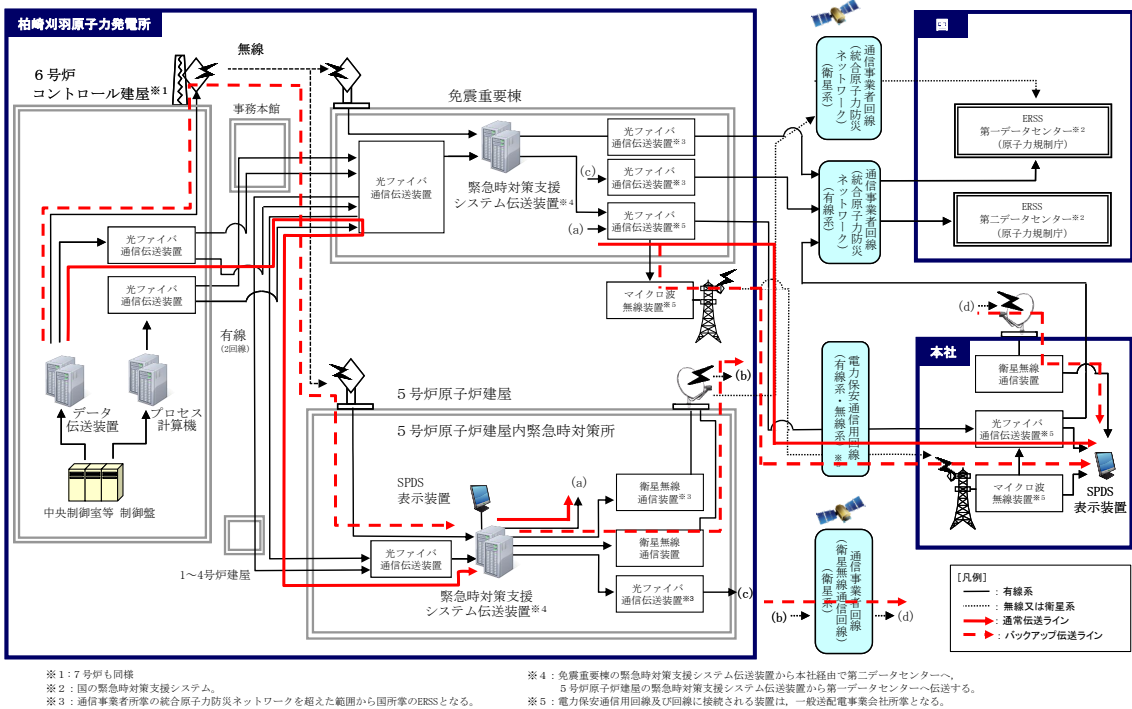 柏崎刈羽原子力発電所
6号炉
コントロール建屋※1
無線
事務本館
免震重要棟
光ファイバ
通信伝送装置
光ファイバ
通信伝送装置
光ファイバ
通信伝送装置
緊急時対策支援
システム伝送装置※4
光ファイバ
通信伝送装置※3
(c)
光ファイバ
通信伝送装置※3
(a)
光ファイバ
通信伝送装置※5
マイクロ波
無線装置※5
データ
伝送装置
プロセス
計算機
中央制御室等 制御盤
有線
(2回線)
1～4号炉建屋
5号炉原子炉建屋
5号炉原子炉建屋内緊急時対策所
SPDS
表示装置
(a)
(b)
衛星無線
通信装置※3
衛星無線
通信装置
光ファイバ
通信伝送装置
緊急時対策支援
システム伝送装置※4
光ファイバ
通信伝送装置※3
(c)
通信事業者回線
(統合原子力防災
ネットワーク)
(衛星系)
通信事業者回線
(統合原子力防災
ネットワーク)
(有線系)
電力保安通信用回線
(有線系・無線系)※5
通信事業者回線
(衛星無線通信回線)
(衛星系)
(b)
(d)
国
ERSS
第一データセンター※2
(原子力規制庁)
ERSS
第二データセンター※2
(原子力規制庁)
(d)
本社
衛星無線
通信装置
光ファイバ
通信伝送装置※5
マイクロ波
無線装置※5
SPDS
表示装置
[凡例]
：有線系
：無線又は衛星系
：通常伝送ライン
：バックアップ伝送ライン
※1：7号炉も同様
※2：国の緊急時対策支援システム。
※3：通信事業者所掌の統合原子力防災ネットワークを超えた範囲から国所掌のERSSとなる。
※4：免震重要棟の緊急時対策支援システム伝送装置から本社経由で第二データセンターへ,
5号炉原子炉建屋の緊急時対策支援システム伝送装置から第一データセンターへ伝送する。
※5：電力保安通信用回線及び回線に接続される装置は，一般送配電事業会社所掌となる。